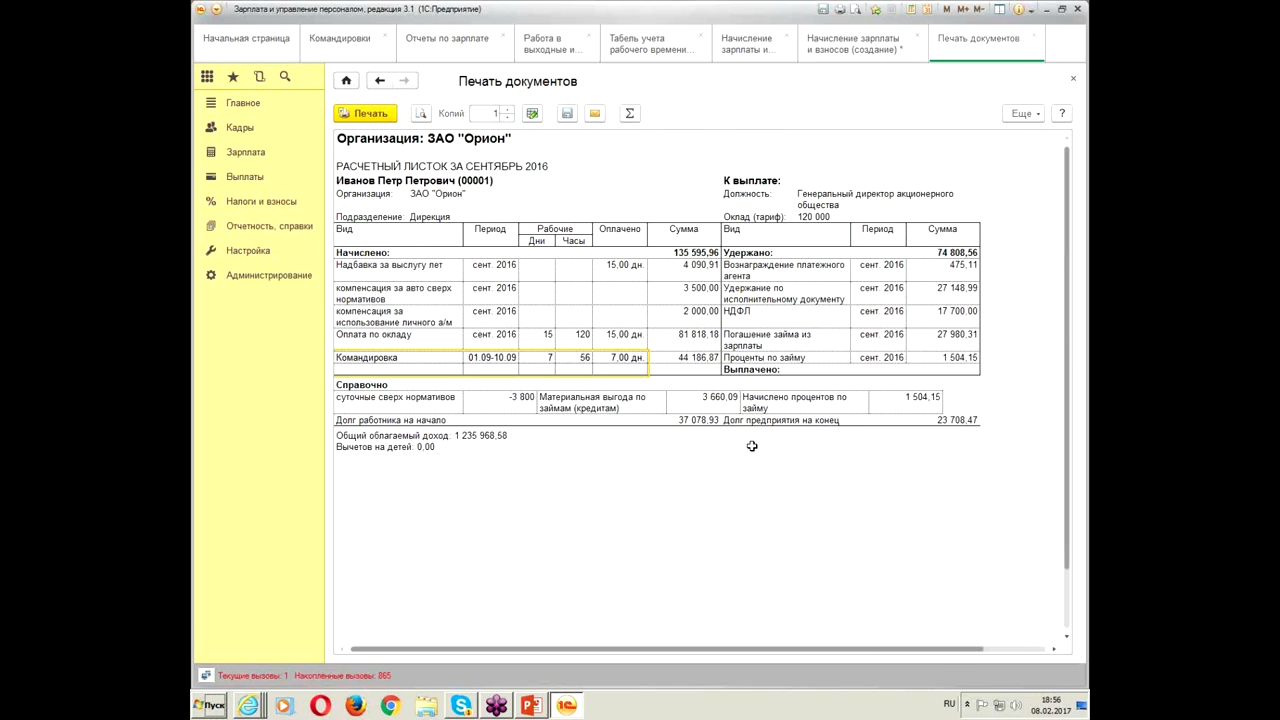 Зарплата и управление персоналом, редакция 3.1 (1С:Предприятие)
M M+ M-
Начальная страница
Командировки
Отчеты по зарплате
Работа в выходные и...
Табель учета рабочего времени...
Начисление зарплаты и...
Начисление зарплаты и взносов (создание) *
Печать документов
Главное
Кадры
Зарплата
Выплаты
Налоги и взносы
Отчетность, справки
Настройка
Администрирование
Печать документов
Печать Копий 1 Еще ?
Организация: ЗАО "Орион"
РАСЧЕТНЫЙ ЛИСТОК ЗА СЕНТЯБРЬ 2016
Иванов Петр Петрович (00001) К выплате:
Организация: ЗАО "Орион" Должность: Генеральный директор акционерного
общества
Подразделение: Дирекция Оклад (тариф): 120 000
Вид Период Рабочие Оплачено Сумма Вид Период Сумма
Дни Часы
Начислено: 135 595,96 Удержано: 74 808,56
Надбавка за выслугу лет сент. 2016 15,00 дн. 4 090,91 Вознаграждение платежного сент. 2016 475,11
агента
компенсация за авто сверх сент. 2016 3 500,00 Удержание по сент. 2016 27 148,99
нормативов исполнительному документу
компенсация за сент. 2016 2 000,00 НДФЛ сент. 2016 17 700,00
использование личного а/м
Оплата по окладу сент. 2016 15 120 15,00 дн. 81 818,18 Погашение займа из сент. 2016 27 980,31
зарплаты
Командировка 01.09-10.09 7 56 7,00 дн. 44 186,87 Проценты по займу сент. 2016 1 504,15
Выплачено:
Справочно
суточные сверх нормативов -3 800 Материальная выгода по 3 660,09 Начислено процентов по 1 504,15
займам (кредитам) займу
Долг работника на начало 37 078,93 Долг предприятия на конец 23 708,47
Общий облагаемый доход: 1 235 968,58
Вычетов на детей: 0,00
Текущие вызовы: 1 Накопленные вызовы: 865
Пуск
RU
18:56
08.02.2017